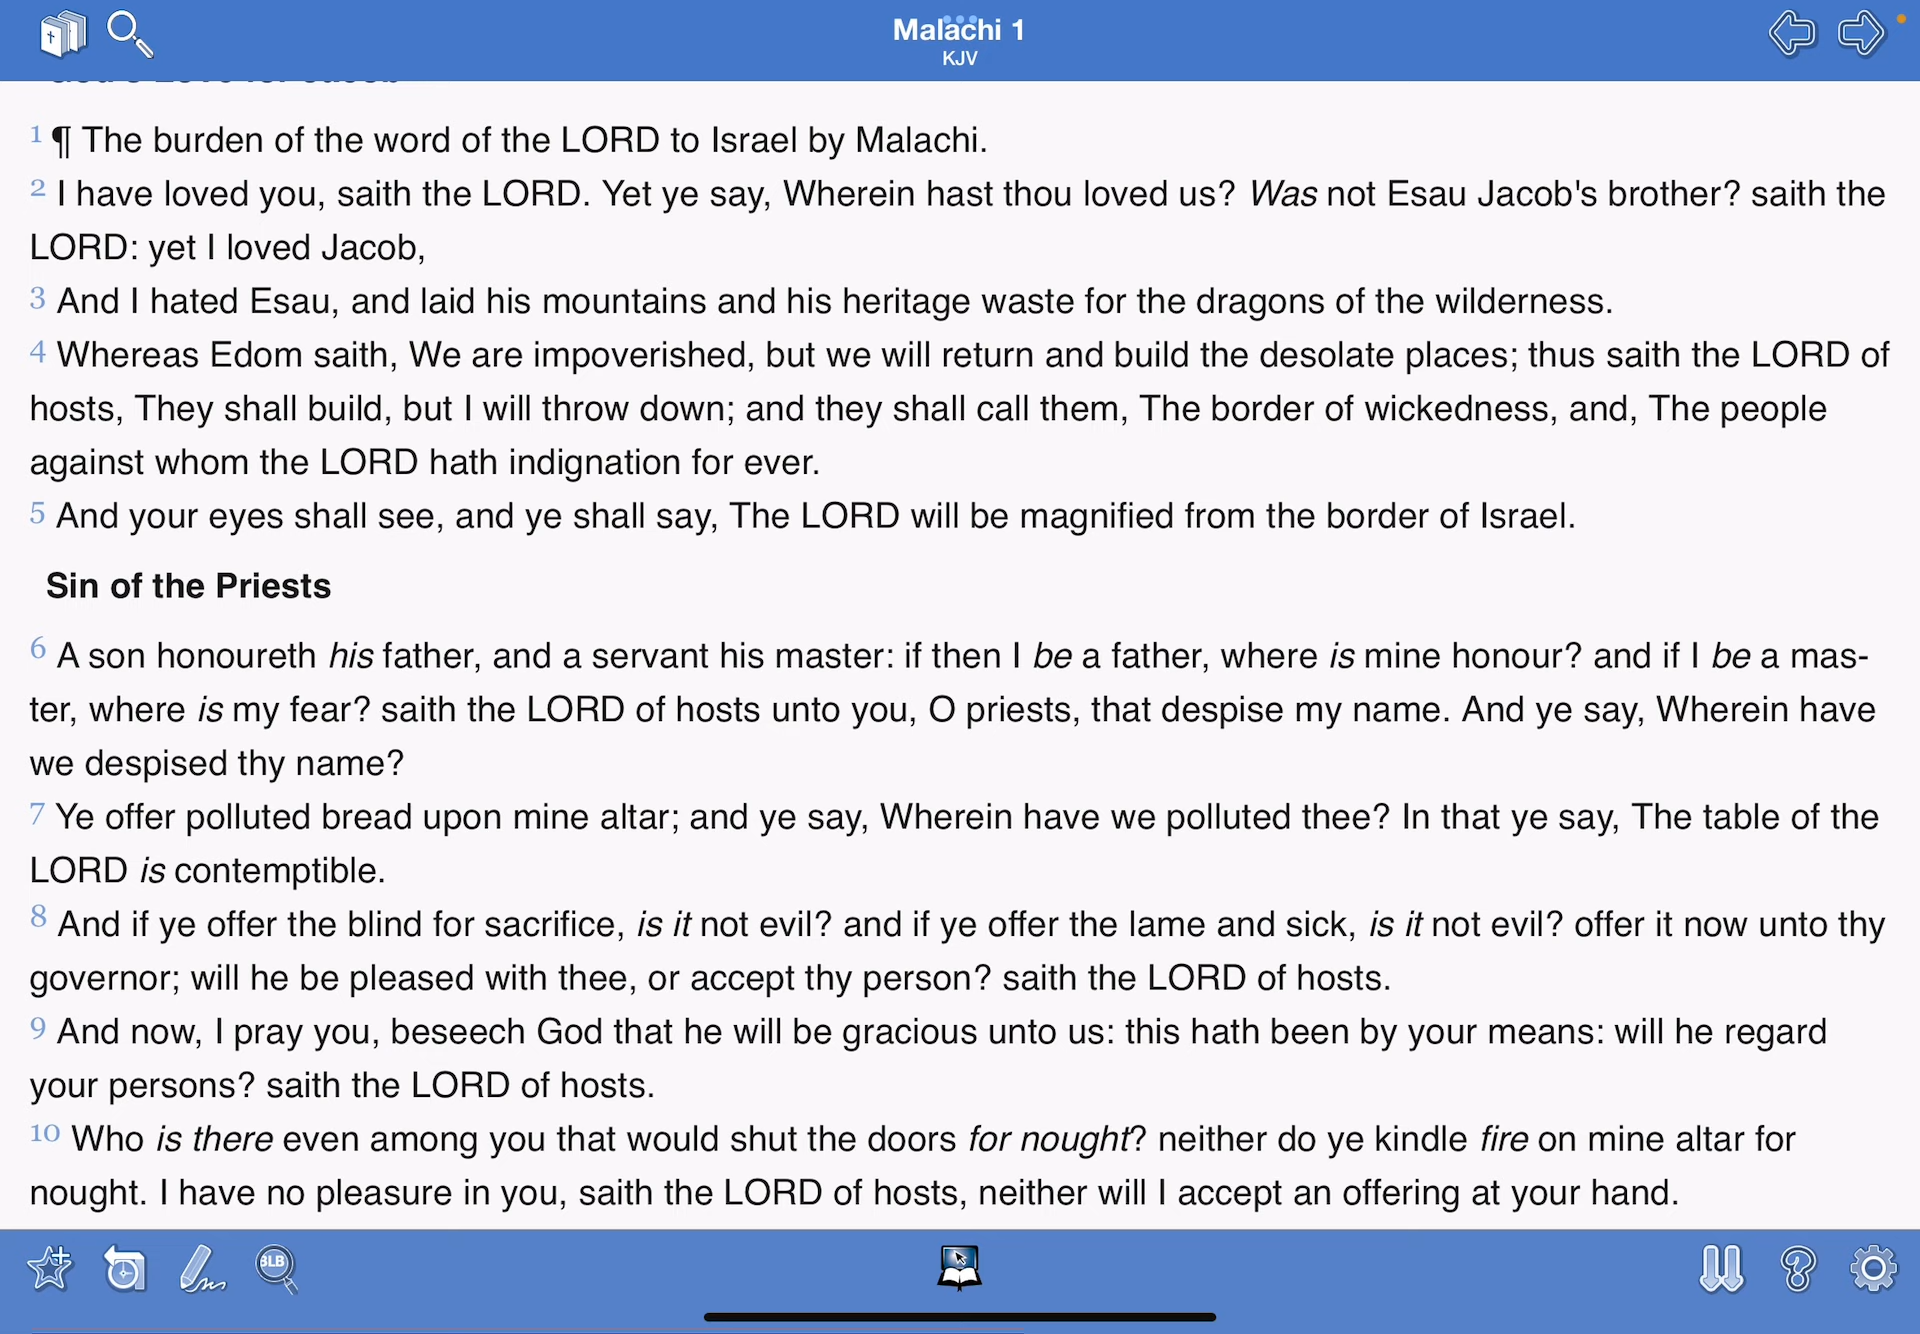 Malachi 1
KJV
1 ¶ The burden of the word of the LORD to Israel by Malachi.
2 I have loved you, saith the LORD. Yet ye say, Wherein hast thou loved us? Was not Esau Jacob's brother? saith the
LORD: yet I loved Jacob,
3 And I hated Esau, and laid his mountains and his heritage waste for the dragons of the wilderness.
4 Whereas Edom saith, We are impoverished, but we will return and build the desolate places; thus saith the LORD of
hosts, They shall build, but I will throw down; and they shall call them, The border of wickedness, and, The people
against whom the LORD hath indignation for ever.
5 And your eyes shall see, and ye shall say, The LORD will be magnified from the border of Israel.
Sin of the Priests
6 A son honoureth his father, and a servant his master: if then I be a father, where is mine honour? and if I be a mas-
ter, where is my fear? saith the LORD of hosts unto you, O priests, that despise my name. And ye say, Wherein have
we despised thy name?
7 Ye offer polluted bread upon mine altar; and ye say, Wherein have we polluted thee? In that ye say, The table of the
LORD is contemptible.
8 And if ye offer the blind for sacrifice, is it not evil? and if ye offer the lame and sick, is it not evil? offer it now unto thy
governor; will he be pleased with thee, or accept thy person? saith the LORD of hosts.
9 And now, I pray you, beseech God that he will be gracious unto us: this hath been by your means: will he regard
your persons? saith the LORD of hosts.
10 Who is there even among you that would shut the doors for nought? neither do ye kindle fire on mine altar for
nought. I have no pleasure in you, saith the LORD of hosts, neither will I accept an offering at your hand.
BLB